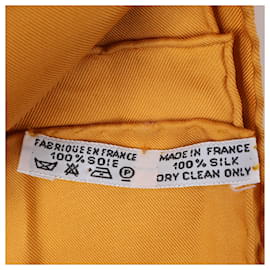 FABRIQUE EN FRANCE
100% SOIE
MADE IN FRANCE
100% SILK
DRY CLEAN ONLY